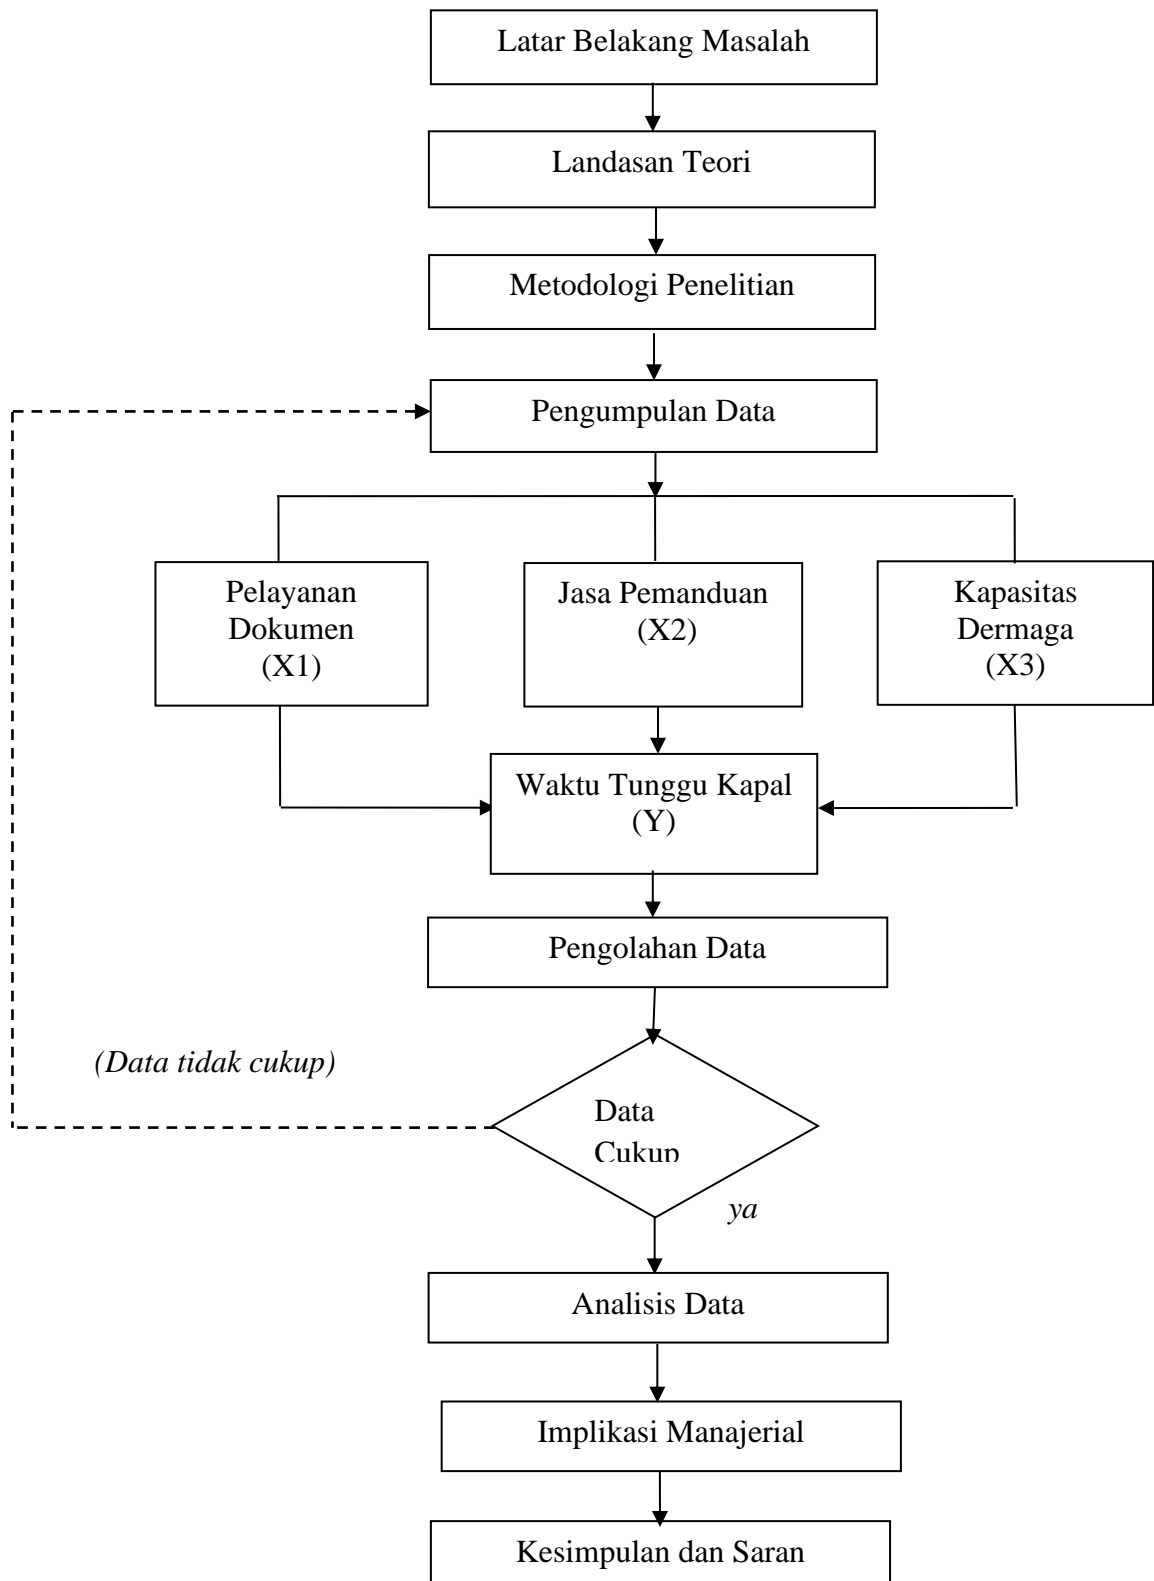 Latar Belakang Masalah
Landasan Teori
Metodologi Penelitian
Pengumpulan Data
Pelayanan
Dokumen
(X1)
Jasa Pemanduan
(X2)
Kapasitas
Dermaga
(X3)
Waktu Tunggu Kapal
(Y)
Pengolahan Data
(Data tidak cukup)
Data
Cukup
ya
Analisis Data
Implikasi Manajerial
Kesimpulan dan Saran